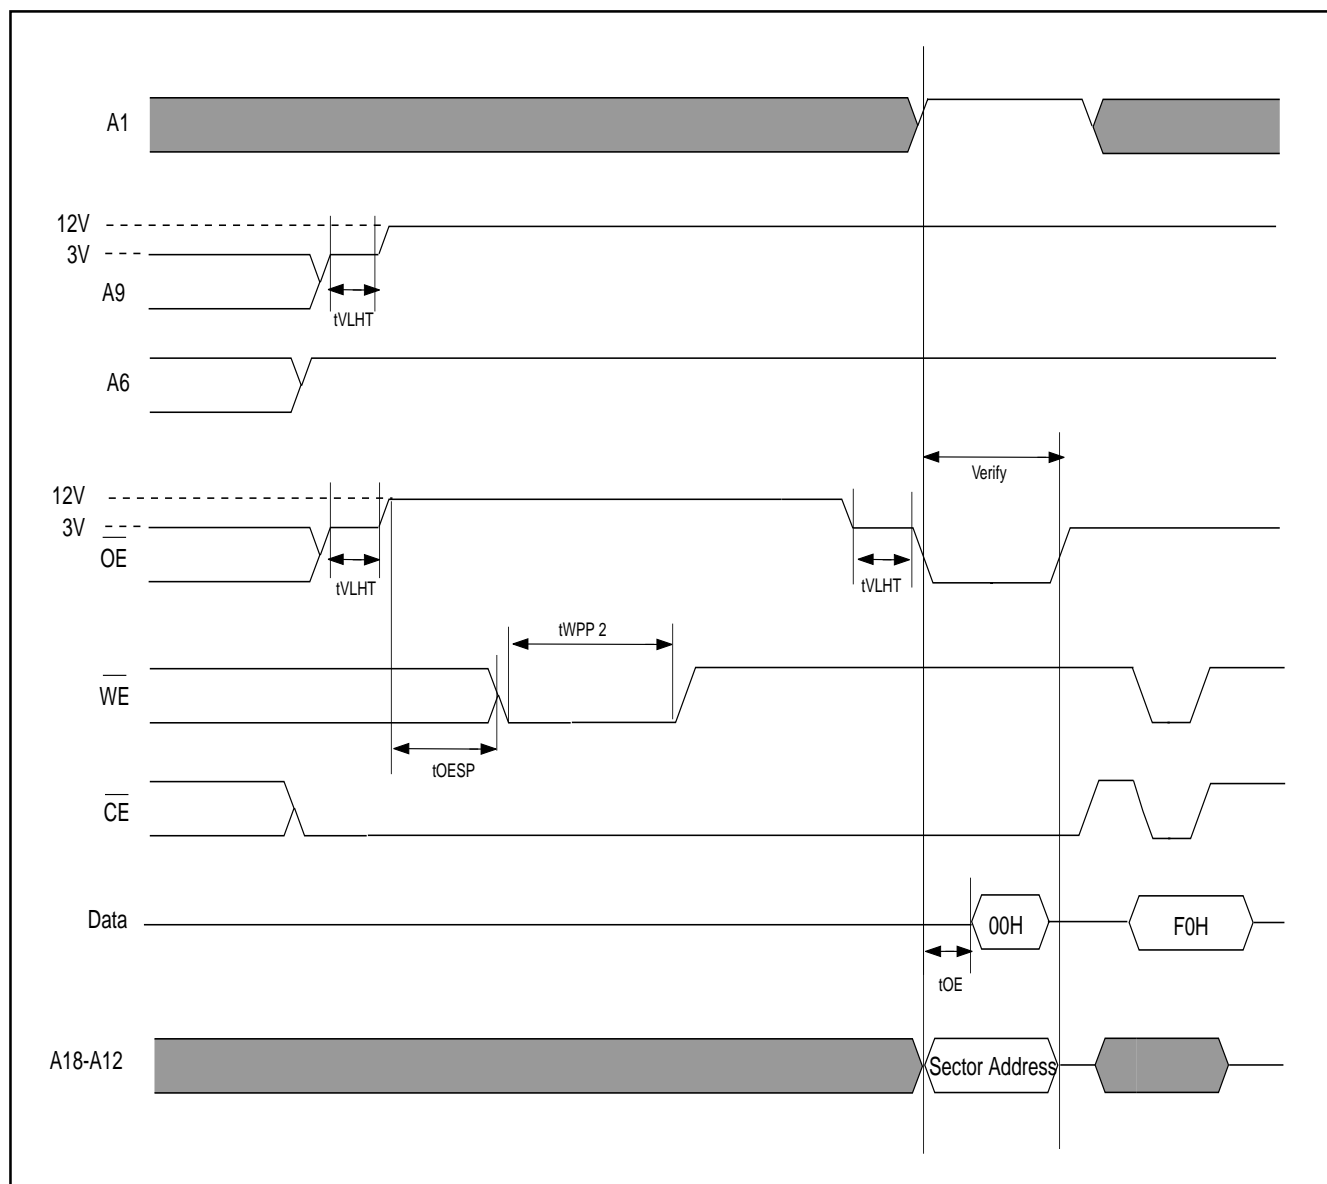 A1
12V
3V
A9
tVLHT
A6
Verify
12V
3V
OE
tVLHT
tVLHT
tWPP 2
WE
tOESP
CE
Data
00H
F0H
tOE
A18-A12
Sector Address